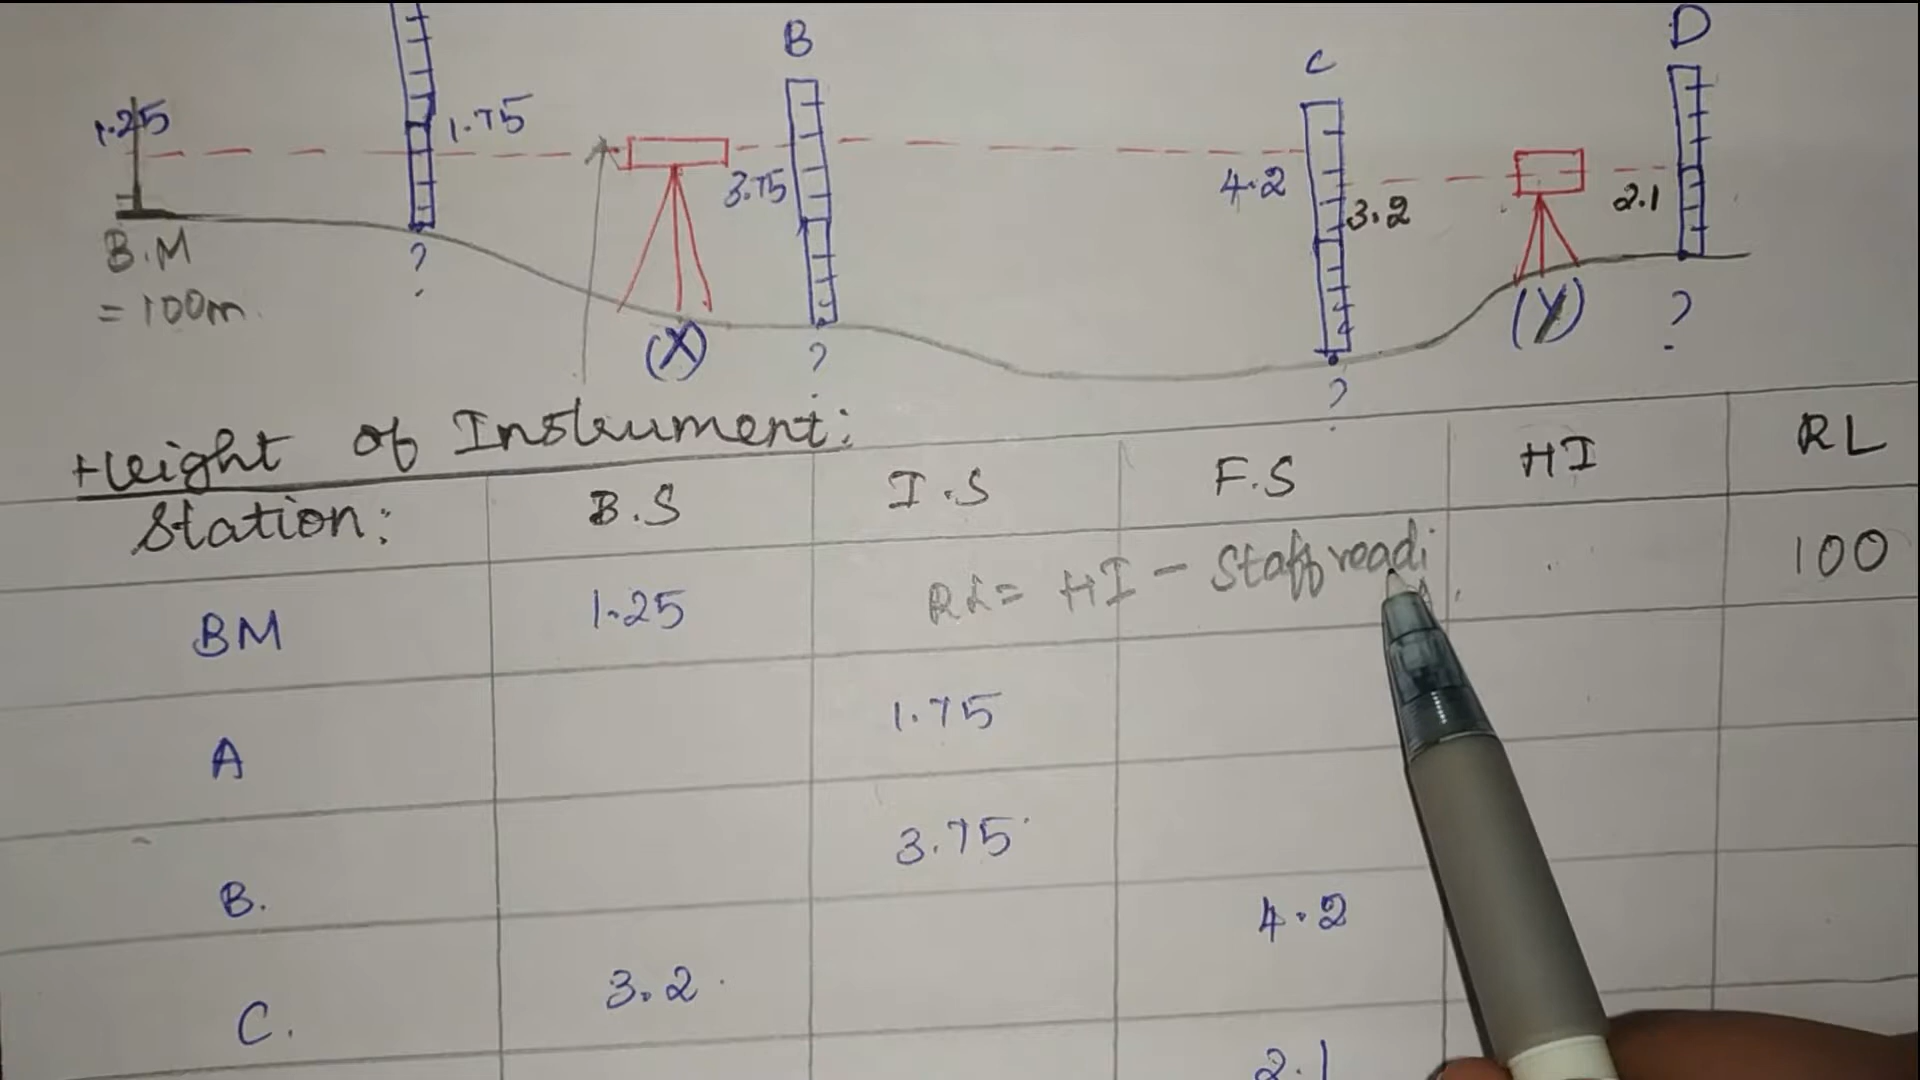 B
C
D
1.25
1.75
3.75
4.2
3.2
2.1
B.M
= 100m
?
(X)
?
?
(Y)
?
Height of Instrument:
Station: B.S I.S F.S HI RL
BM 1.25 RL= HI - Staff readi 100
A 1.75
B. 3.75
C. 3.2 4.2
2.1